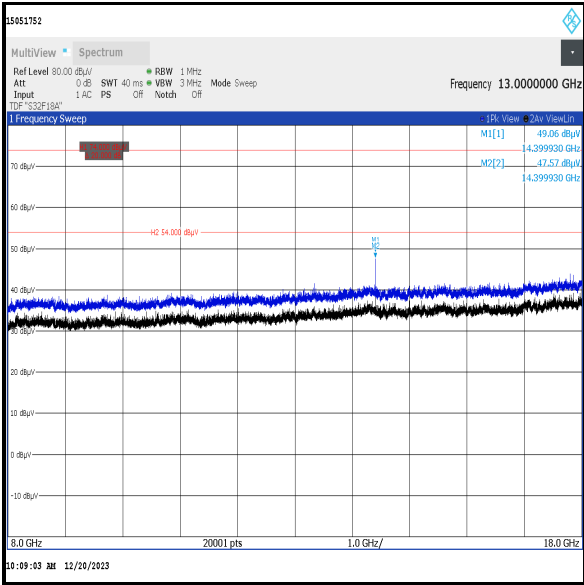 15051752
MultiView Spectrum
Ref Level 80.00 dBµV RBW 1 MHz
Att 0 dB SWT 40 ms VBW 3 MHz Mode Sweep Frequency 13.0000000 GHz
Input 1 AC PS Off Notch Off
TDF "S32F18A"
1 Frequency Sweep 1Pk View 2Av ViewLin
M1[1] 49.06 dBµV
14.399930 GHz
M2[2] 47.57 dBµV
14.399930 GHz
70 dBµV
60 dBµV
H2 54.000 dBµV
M1
50 dBµV
40 dBµV
30 dBµV
20 dBµV
10 dBµV
0 dBµV
-10 dBµV
8.0 GHz 20001 pts 1.0 GHz/ 18.0 GHz
10:09:03 AM 12/20/2023